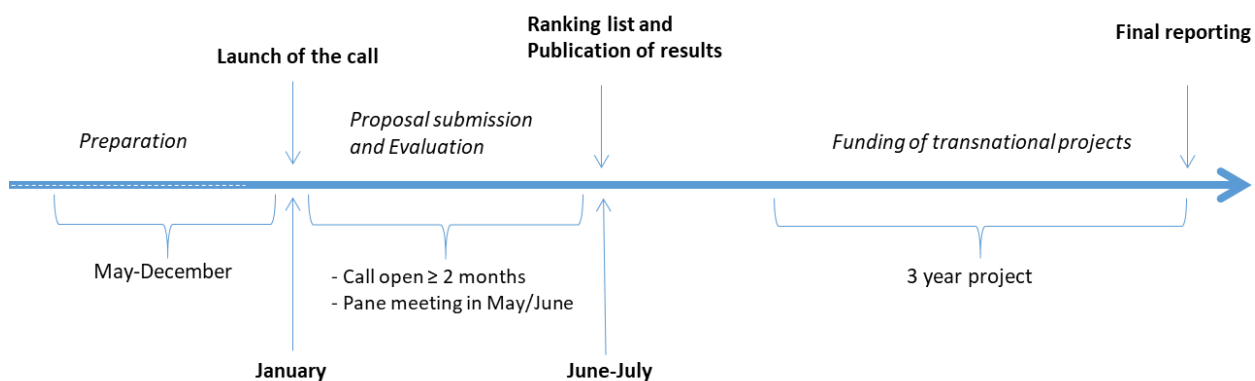 Launch of the call
Ranking list and
Publication of results
Final reporting
Preparation
Proposal submission
and Evaluation
Funding of transnational projects
May-December
- Call open ≥ 2 months
- Pane meeting in May/June
3 year project
January
June-July